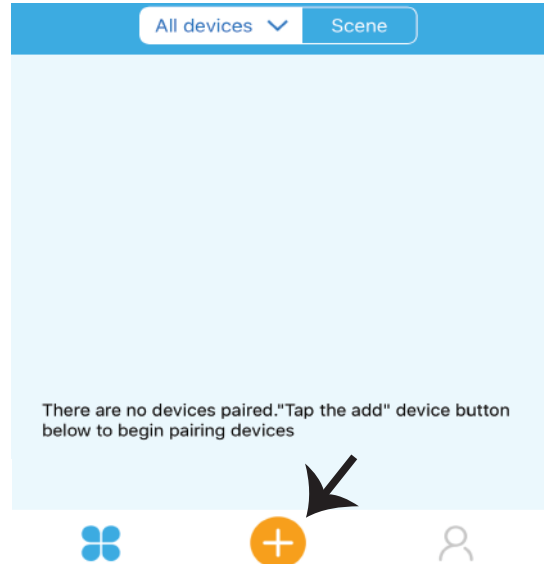 All devices
Scene
There are no devices paired."Tap the add" device button
below to begin pairing devices